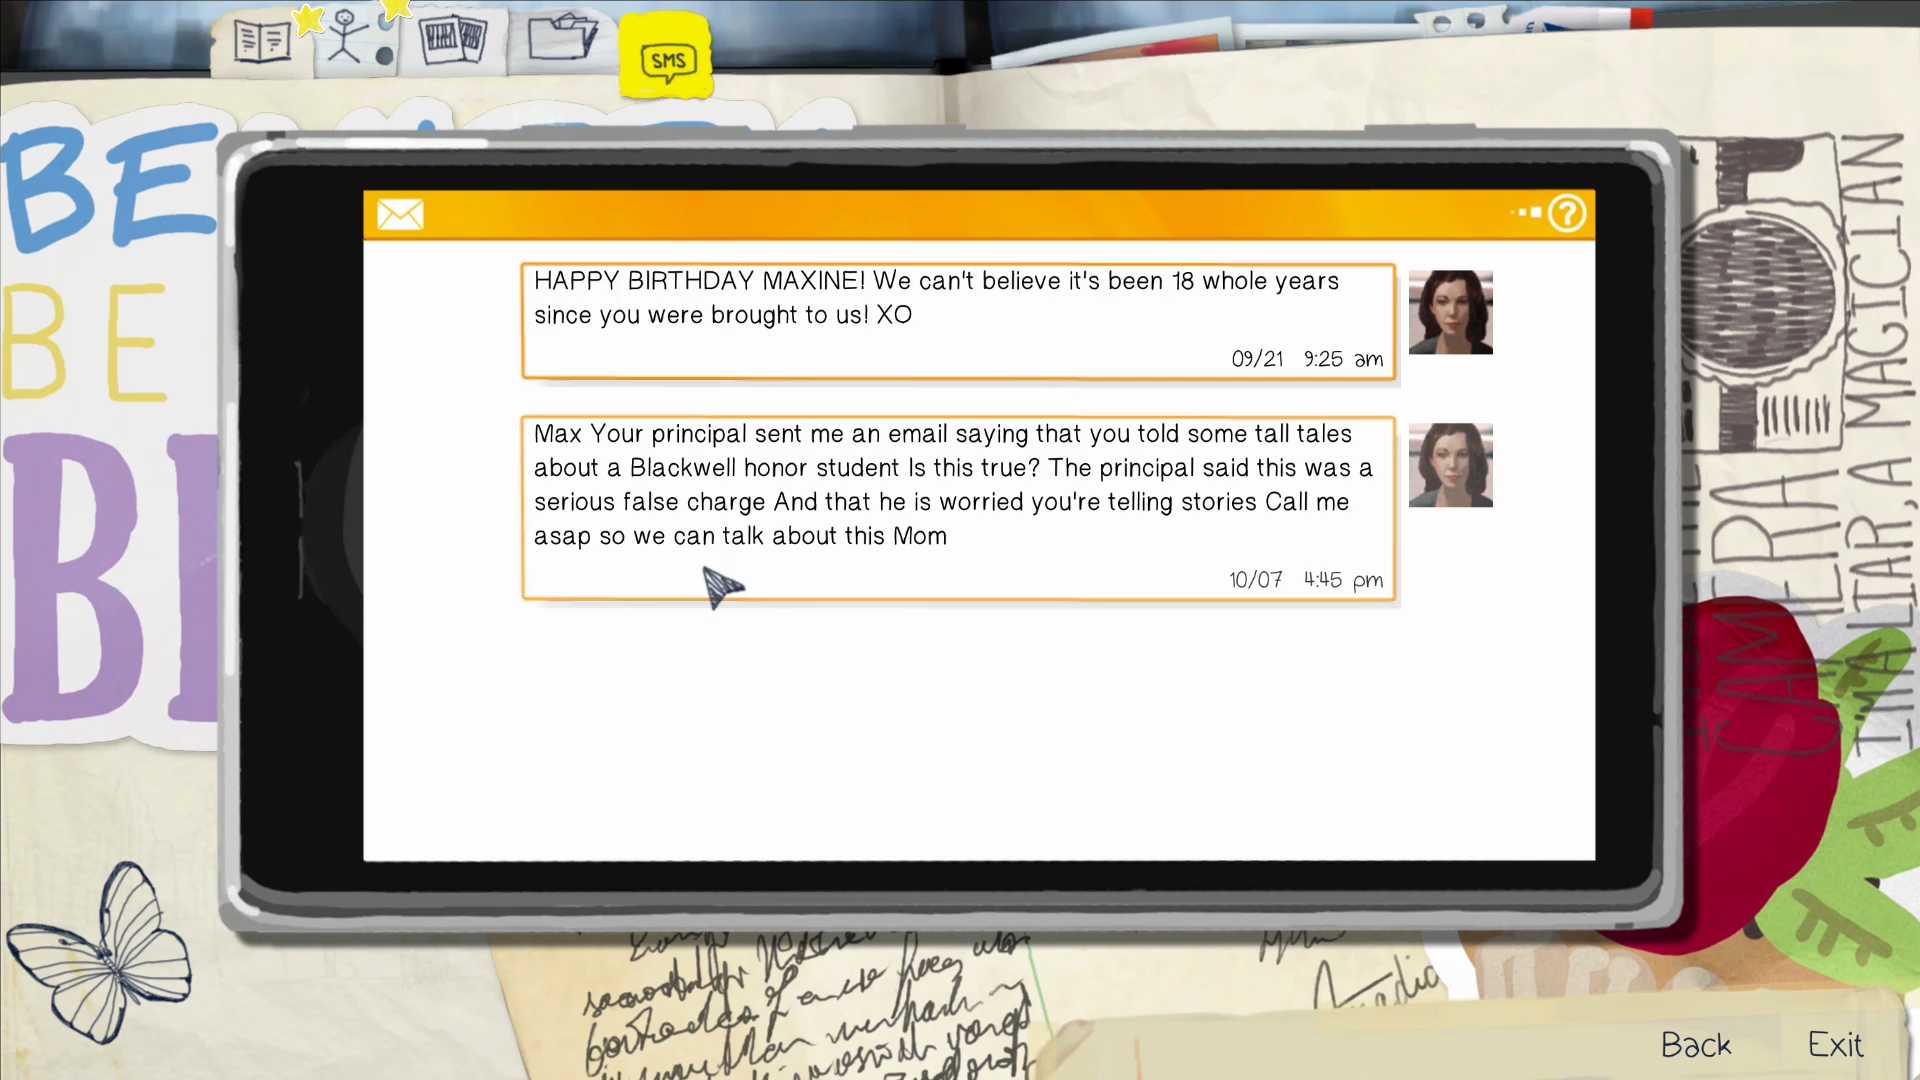 SMS
BE
BE
HAPPY BIRTHDAY MAXINE! We can't believe it's been 18 whole years
since you were brought to us! XO
09/21 9:25 am
Max Your principal sent me an email saying that you told some tall tales
about a Blackwell honor student Is this true? The principal said this was a
serious false charge And that he is worried you're telling stories Call me
asap so we can talk about this Mom
10/07 4:45 pm
?
CAMERA
I'M A LIAR, A MAGICIAN
Back
Exit